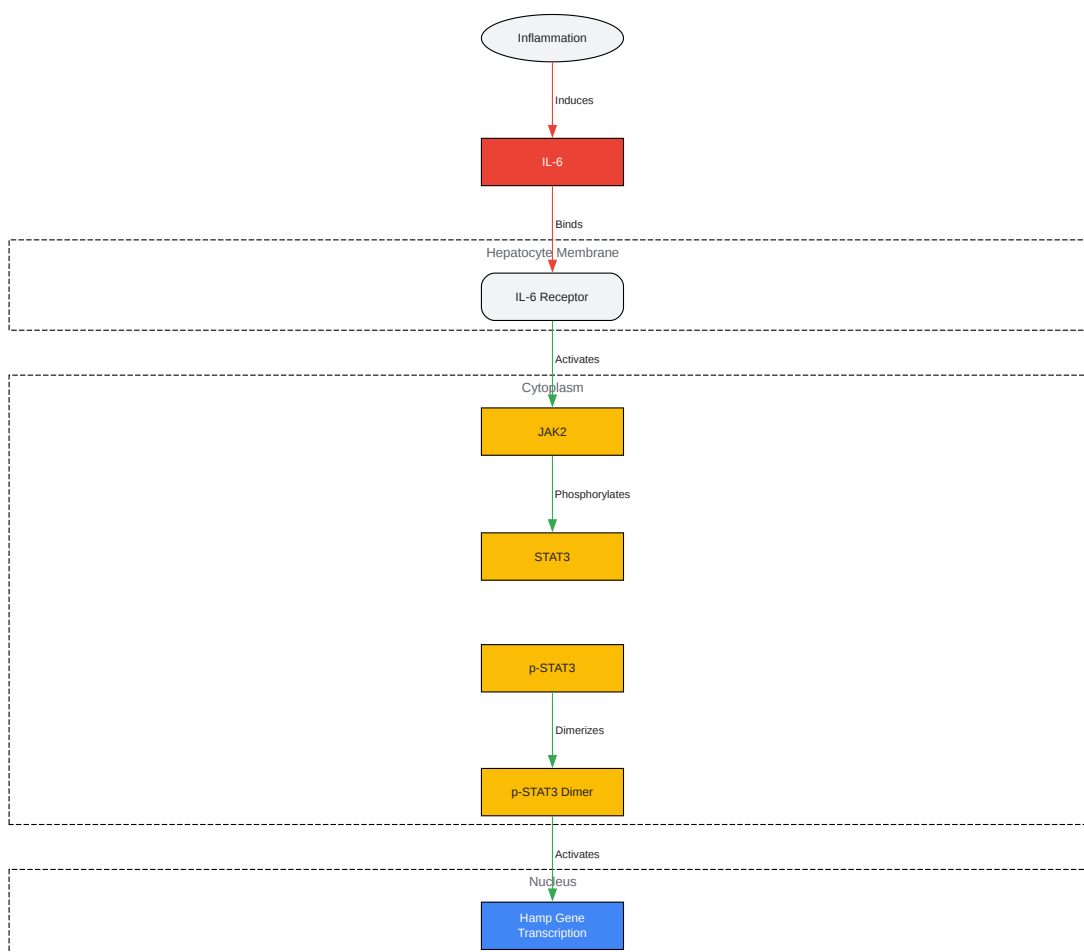 Inflammation
Induces
IL-6
Binds
Hepatocyte Membrane
IL-6 Receptor
Activates
Cytoplasm
JAK2
Phosphorylates
STAT3
p-STAT3
Dimerizes
p-STAT3 Dimer
Activates
Nucleus
Hamp Gene
Transcription